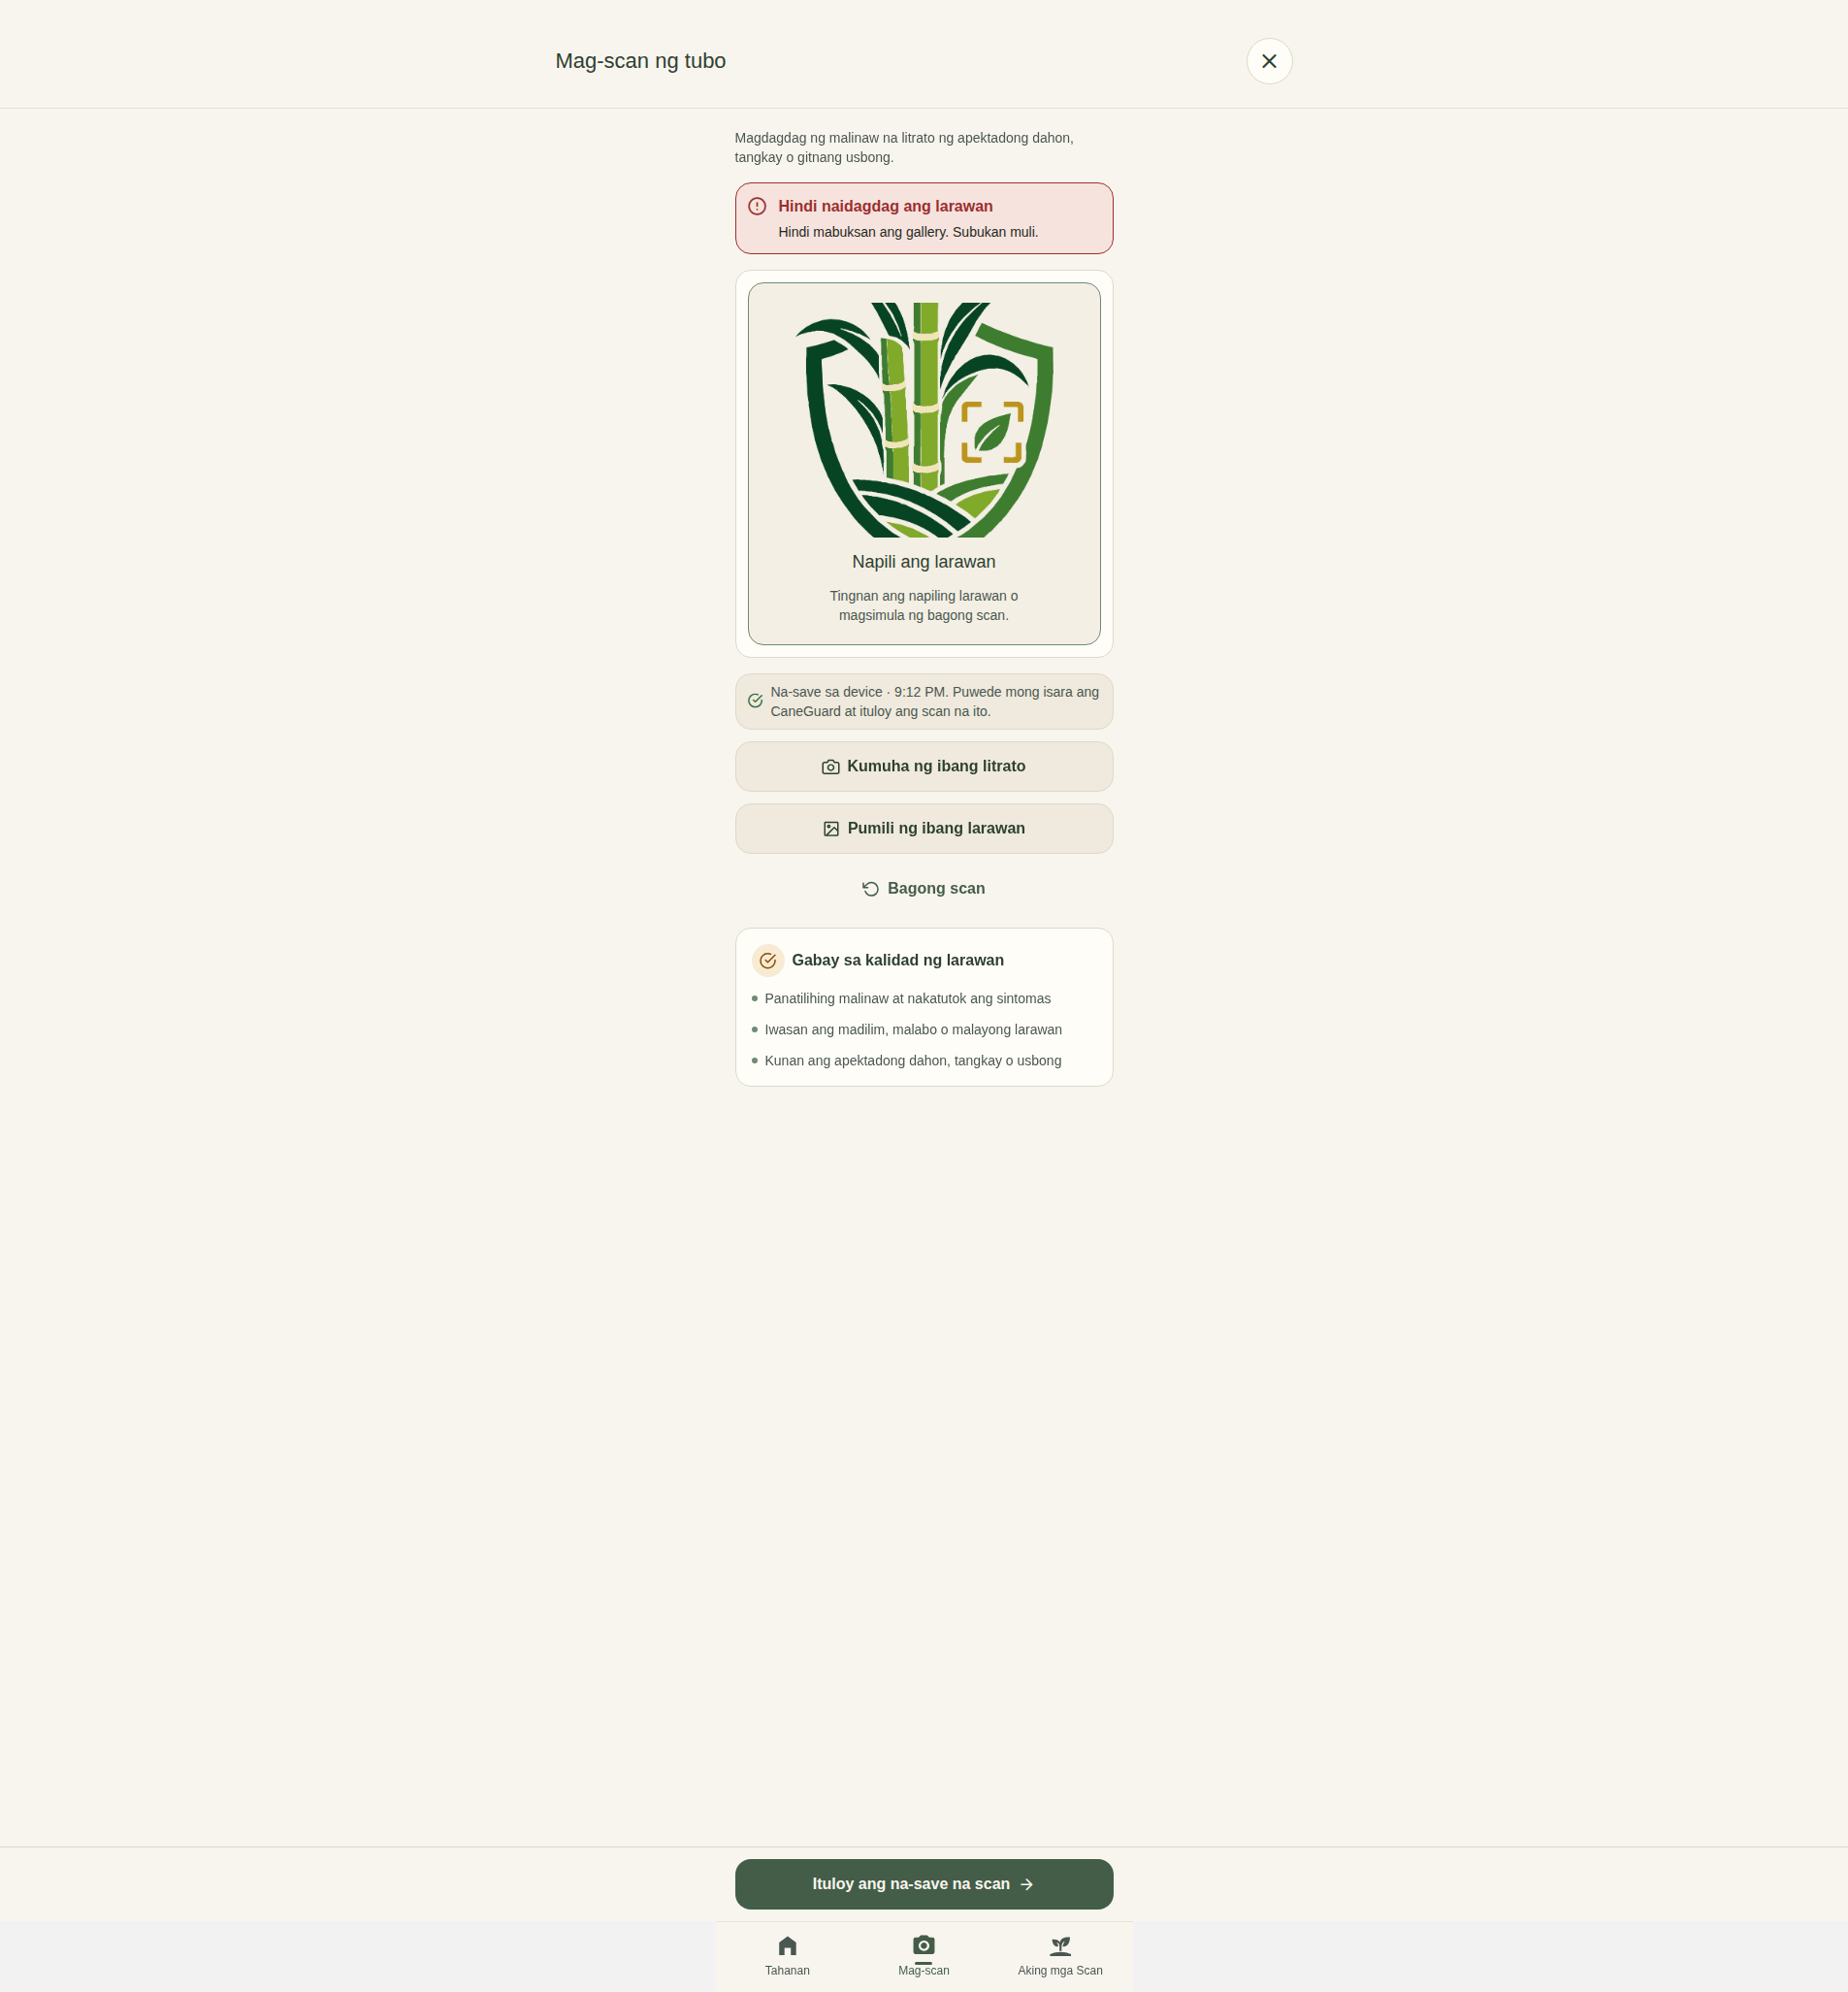 Mag-scan ng tubo
Magdagdag ng malinaw na litrato ng apektadong dahon,
tangkay o gitnang usbong.
Hindi naidagdag ang larawan
Hindi mabuksan ang gallery. Subukan muli.
Napili ang larawan
Tingnan ang napiling larawan o
magsimula ng bagong scan.
Na-save sa device · 9:12 PM. Puwede mong isara ang
CaneGuard at ituloy ang scan na ito.
Kumuha ng ibang litrato
Pumili ng ibang larawan
Bagong scan
Gabay sa kalidad ng larawan
Panatilihing malinaw at nakatutok ang sintomas
Iwasan ang madilim, malabo o malayong larawan
Kunan ang apektadong dahon, tangkay o usbong
Ituloy ang na-save na scan
Tahanan
Mag-scan
Aking mga Scan